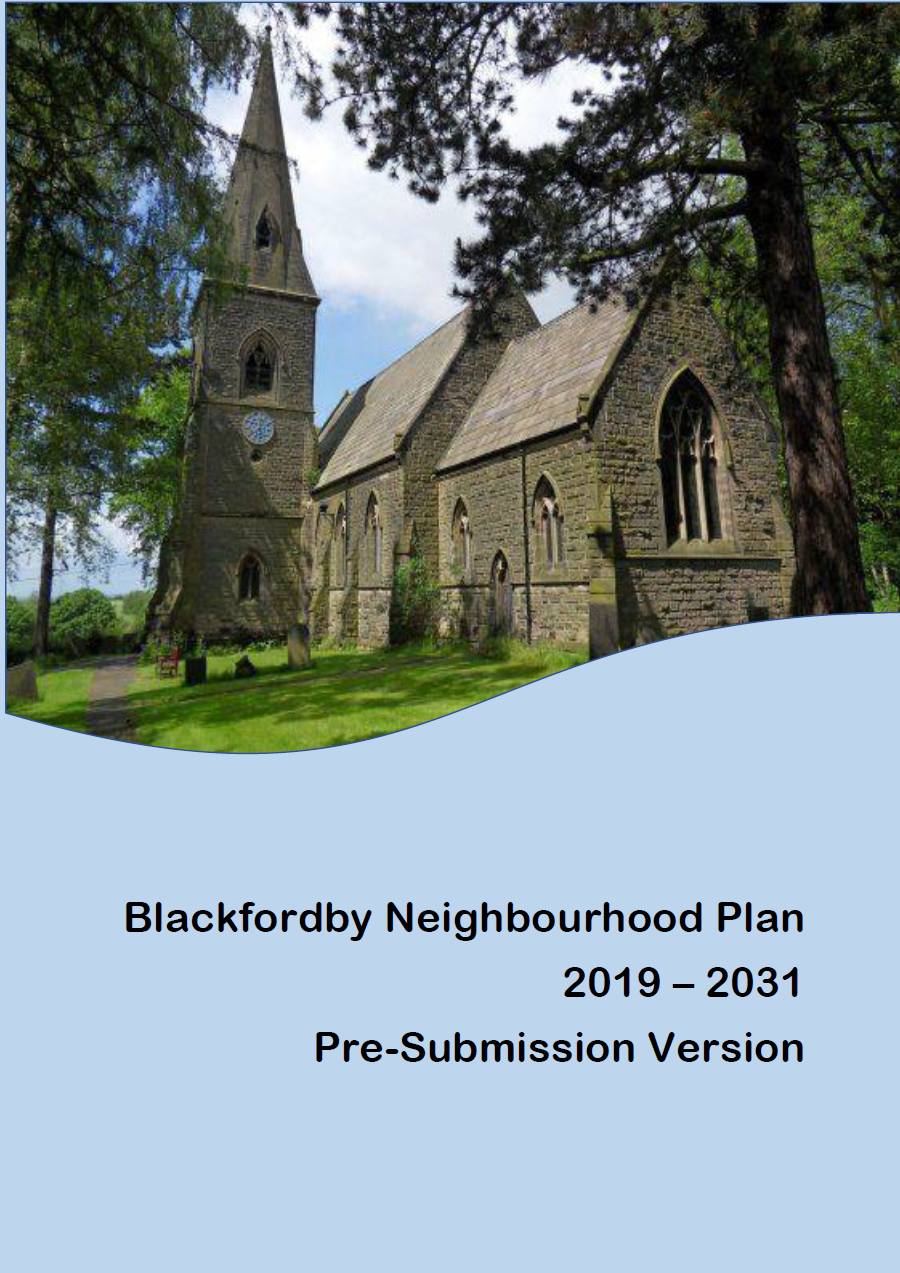 Blackfordby Neighbourhood Plan
2019 – 2031
Pre-Submission Version